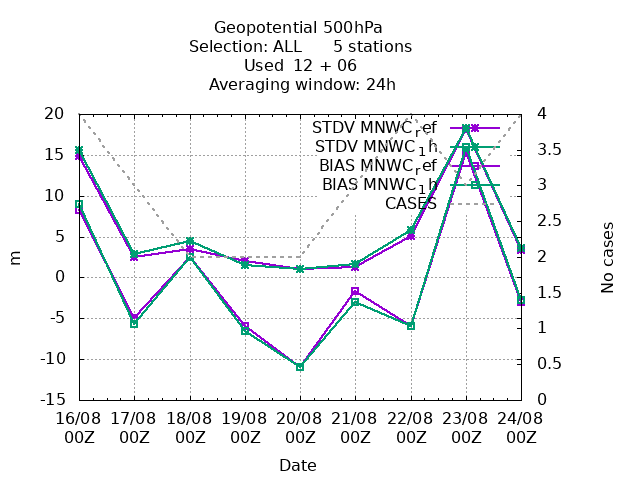 Geopotential 500hPa
Selection: ALL 5 stations
Used 12 + 06
Averaging window: 24h
20
15
10
5
0
-5
-10
-15
4
3.5
3
2.5
2
1.5
1
0.5
0
m
No cases
STDV MNWC_ref
STDV MNWC_1h
BIAS MNWC_ref
BIAS MNWC_1h
CASES
16/08 17/08 18/08 19/08 20/08 21/08 22/08 23/08 24/08
00Z 00Z 00Z 00Z 00Z 00Z 00Z 00Z 00Z
Date